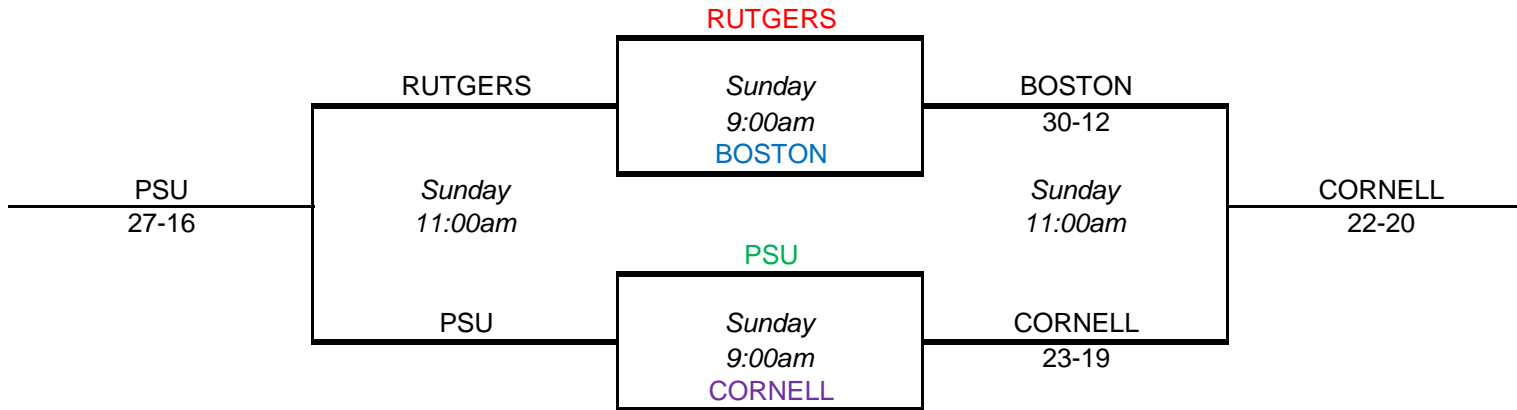 RUTGERS
RUTGERS Sunday BOSTON
9:00am 30-12
BOSTON
PSU Sunday Sunday CORNELL
27-16 11:00am 11:00am 22-20
PSU
PSU Sunday CORNELL
9:00am 23-19
CORNELL